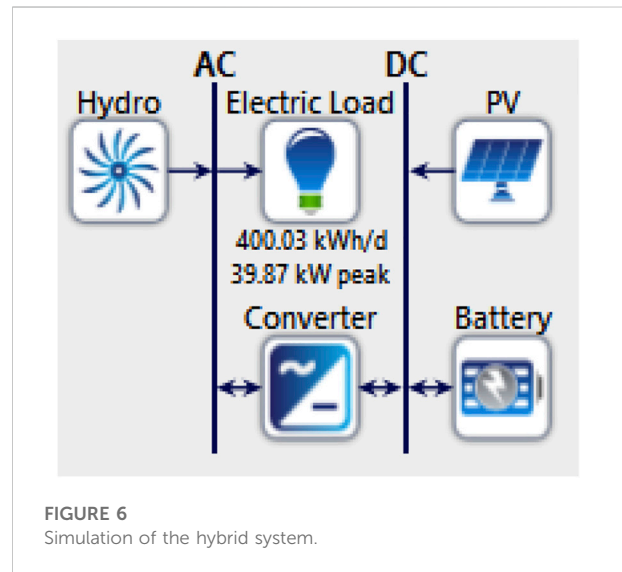 AC DC
Hydro Electric Load PV
400.03 kWh/d
39.87 kW peak
Converter Battery
FIGURE 6
Simulation of the hybrid system.